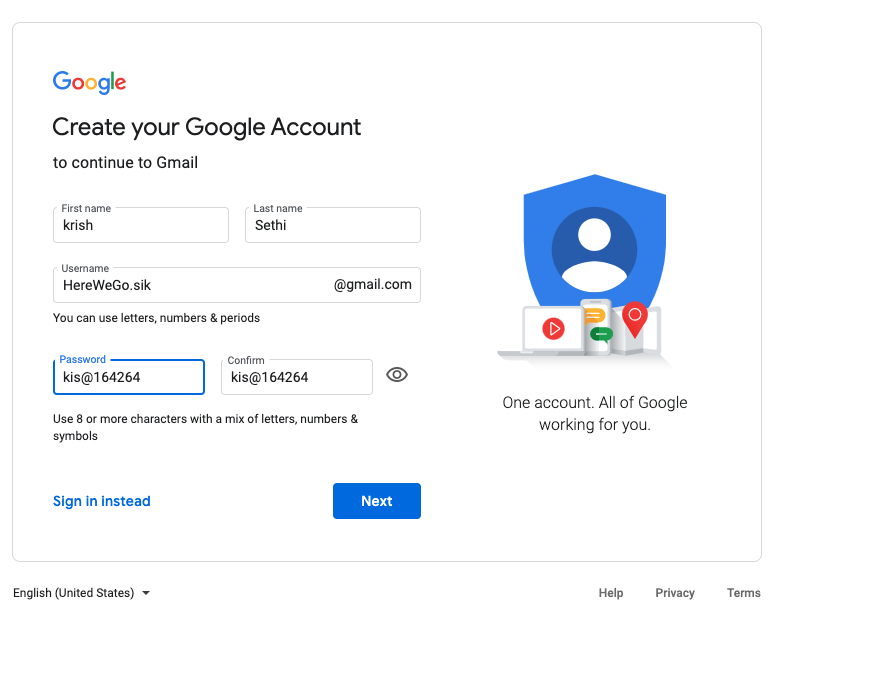 Google
Create your Google Account
to continue to Gmail
First name
krish
Last name
Sethi
Username
HereWeGo.sik
@gmail.com
You can use letters, numbers & periods
Password
kis@164264
Confirm
kis@164264
Use 8 or more characters with a mix of letters, numbers &
symbols
Sign in instead
Next
One account. All of Google
working for you.
English (United States)
Help
Privacy
Terms